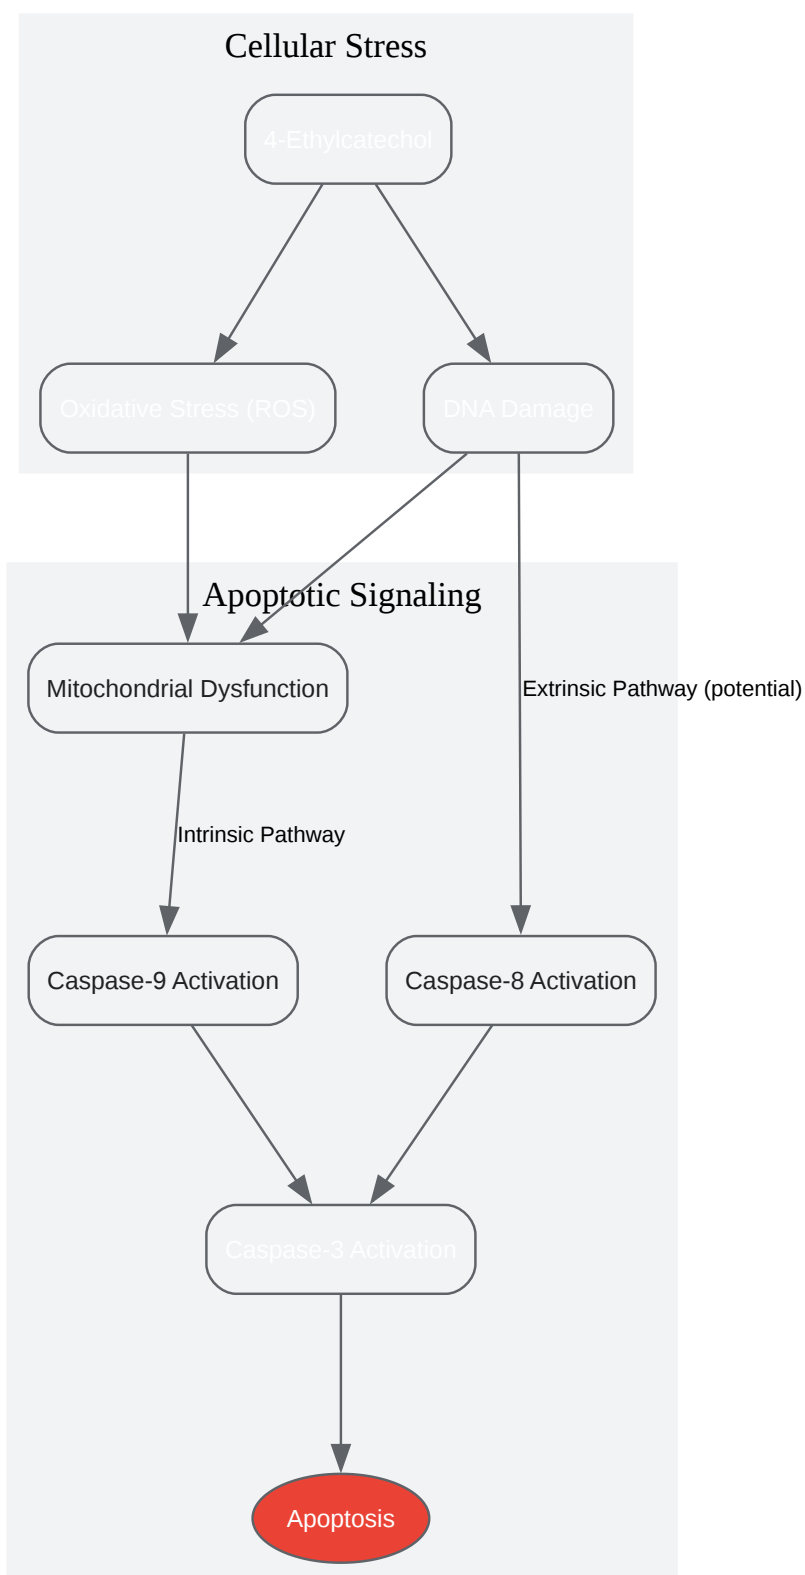 Cellular Stress
4-Ethylcatechol
Oxidative Stress (ROS)
DNA Damage
Apoptotic Signaling
Mitochondrial Dysfunction
Extrinsic Pathway (potential)
Intrinsic Pathway
Caspase-9 Activation
Caspase-8 Activation
Caspase-3 Activation
Apoptosis